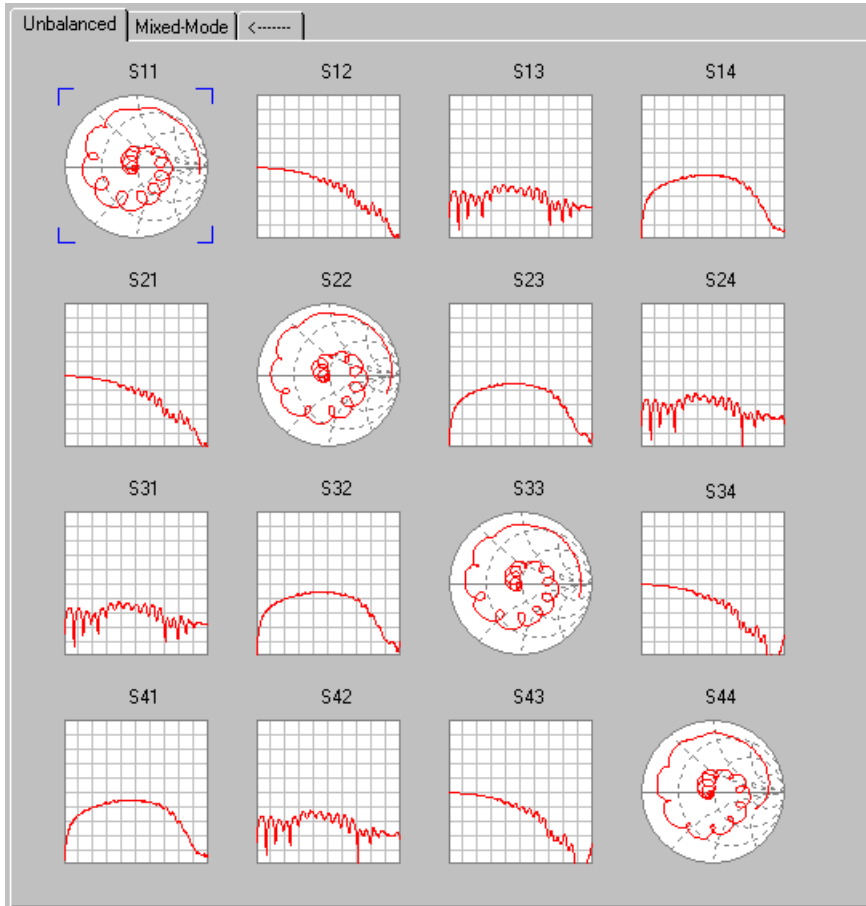 Unbalanced Mixed-Mode <-------
S11 S12 S13 S14
S21 S22 S23 S24
S31 S32 S33 S34
S41 S42 S43 S44